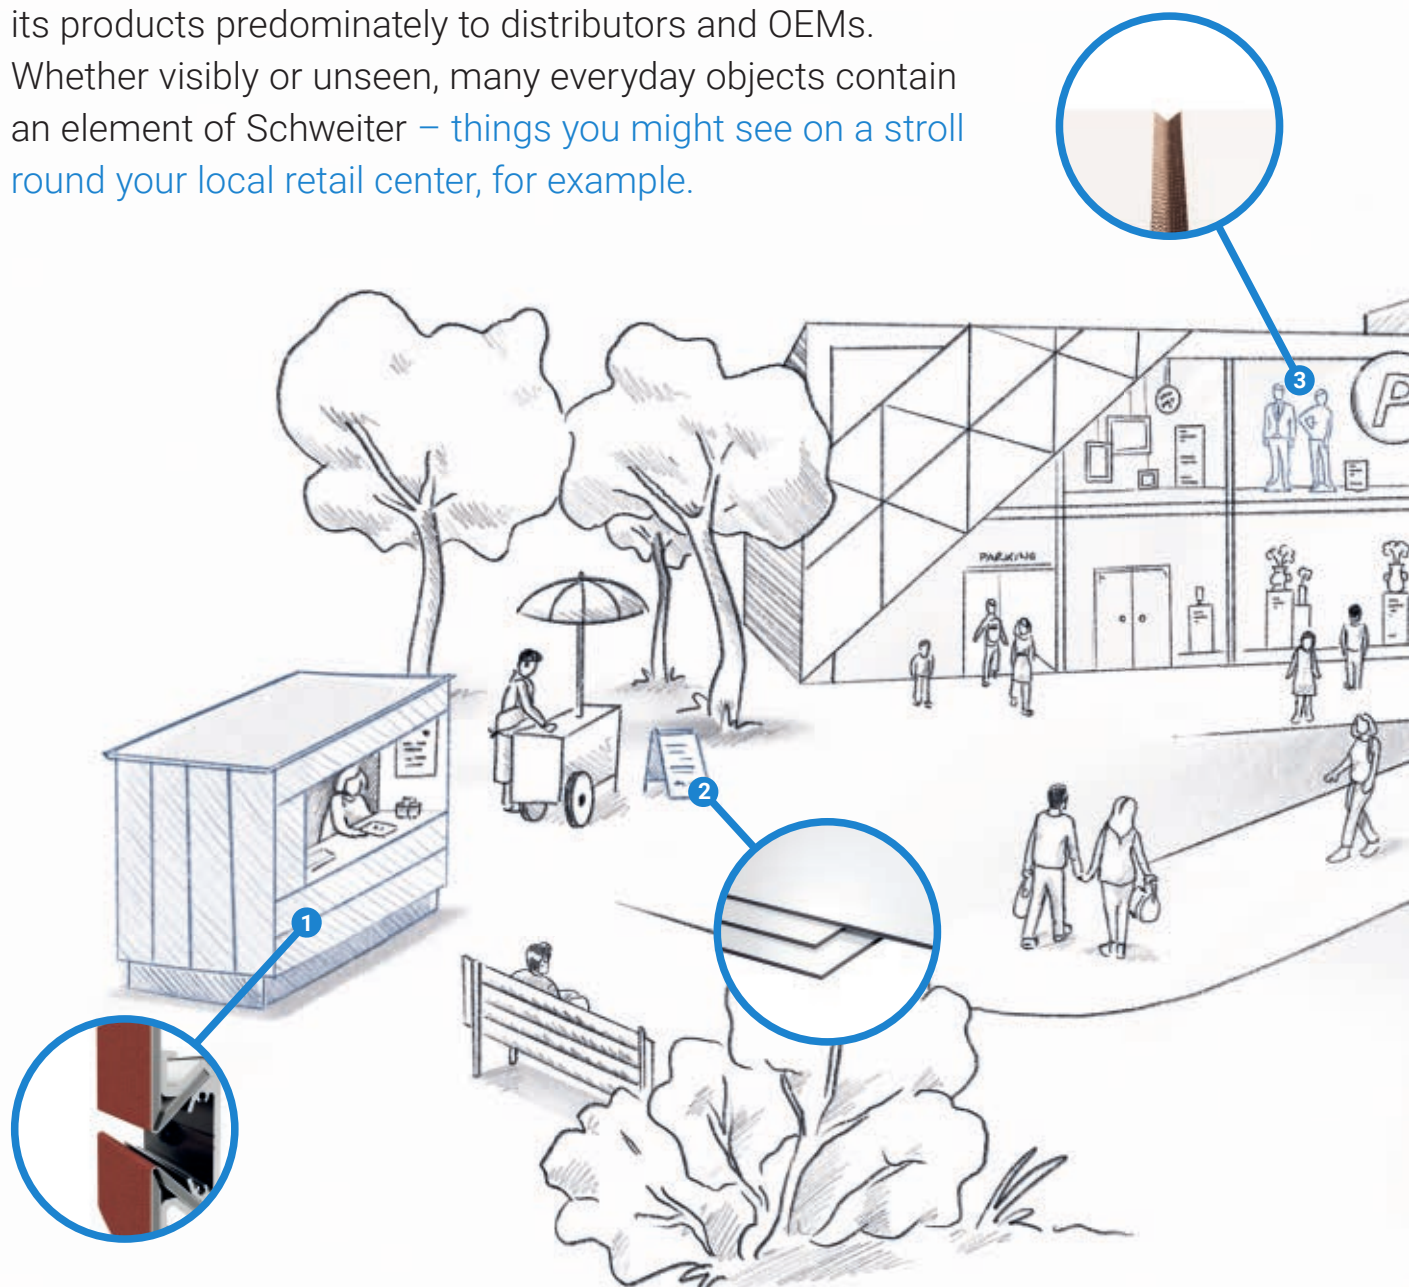 its products predominately to distributors and OEMs.
Whether visibly or unseen, many everyday objects contain
an element of Schweiter – things you might see on a stroll
round your local retail center, for example.
3
P
PARKING
2
1